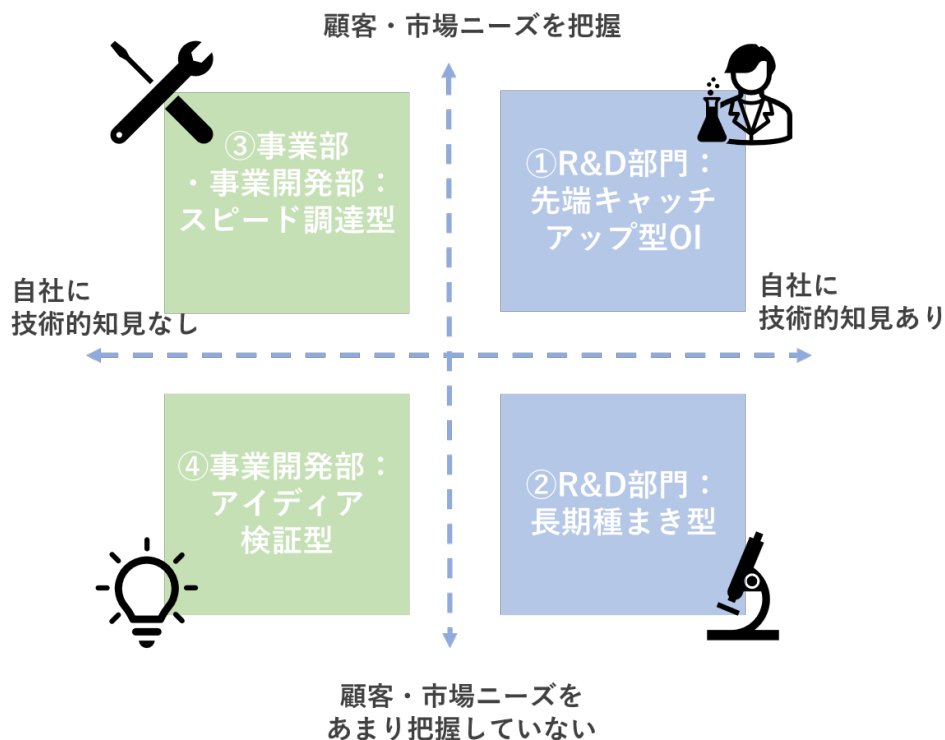 顧客・市場ニーズを把握
③事業部
・事業開発部：
スピード調達型
①R&D部門：
先端キャッチ
アップ型OI
自社に
技術的知見なし
自社に
技術的知見あり
④事業開発部：
アイディア
検証型
②R&D部門：
長期種まき型
顧客・市場ニーズを
あまり把握していない